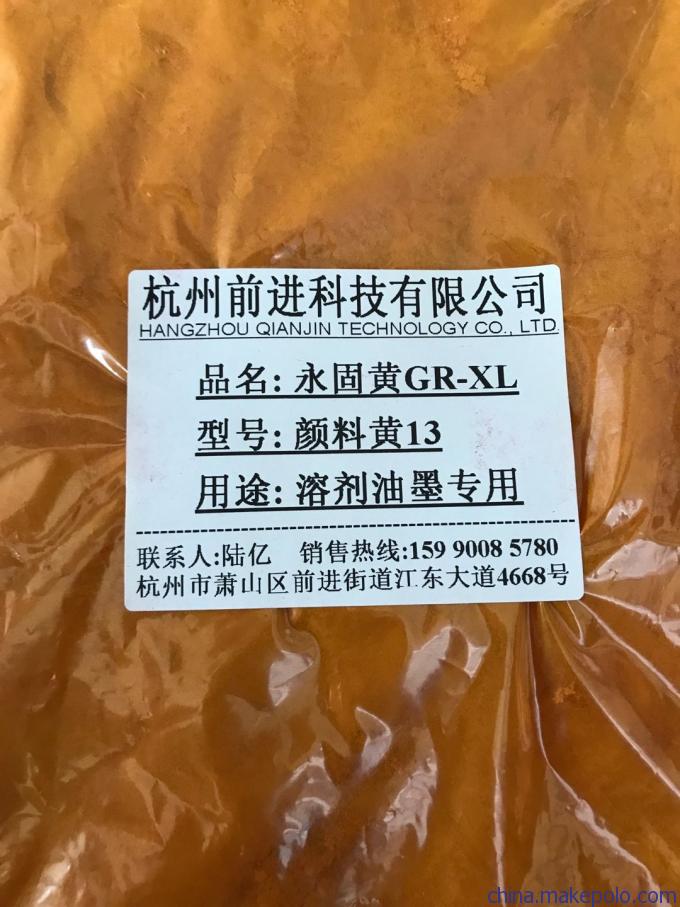 杭州前进科技有限公司
HANGZHOU QIANJIN TECHNOLOGY CO., LTD
品名: 永固黄GR-XL
型号: 颜料黄13
用途: 溶剂油墨专用
联系人:陆亿 销售热线:159 9008 5780
杭州市萧山区前进街道江东大道4668号
china.makepolo.com